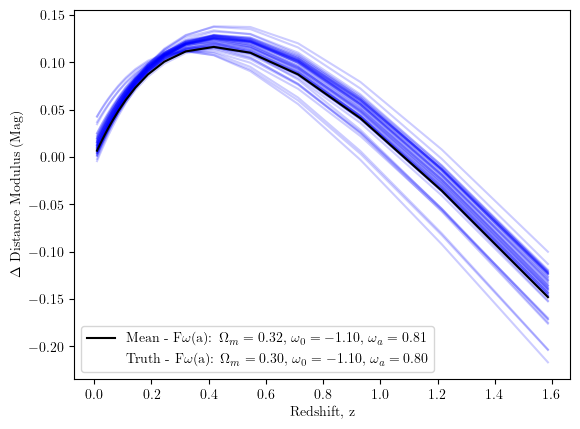 0.15
0.10
0.05
0.00
−0.05
−0.10
−0.15
−0.20
Δ Distance Modulus (Mag)
Mean - Fω(a): Ωm = 0.32, ω0 = −1.10, ωa = 0.81
Truth - Fω(a): Ωm = 0.30, ω0 = −1.10, ωa = 0.80
0.0 0.2 0.4 0.6 0.8 1.0 1.2 1.4 1.6
Redshift, z